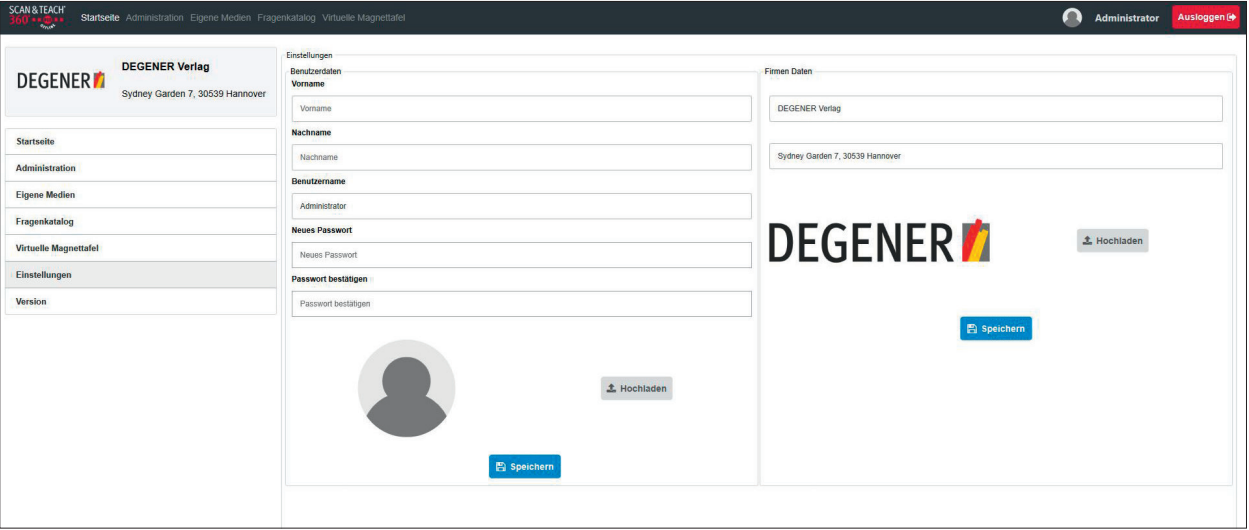 SCAN & TEACH
360°
Startseite Administration Eigene Medien Fragenkatalog Virtuelle Magnettafel
Administrator
Ausloggen
DEGENER
DEGENER Verlag
Sydney Garden 7, 30539 Hannover
Startseite
Administration
Eigene Medien
Fragenkatalog
Virtuelle Magnettafel
Einstellungen
Version
Einstellungen
Benutzerdaten
Vorname
Vorname
Nachname
Nachname
Benutzername
Administrator
Neues Passwort
Neues Passwort
Passwort bestätigen
Passwort bestätigen
Hochladen
Speichern
Firmen Daten
DEGENER Verlag
Sydney Garden 7, 30539 Hannover
DEGENER
Hochladen
Speichern